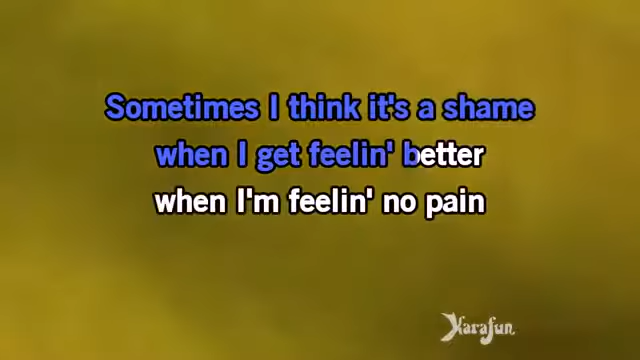 Sometimes I think it's a shame
when I get feelin' better
when I'm feelin' no pain
Karafun